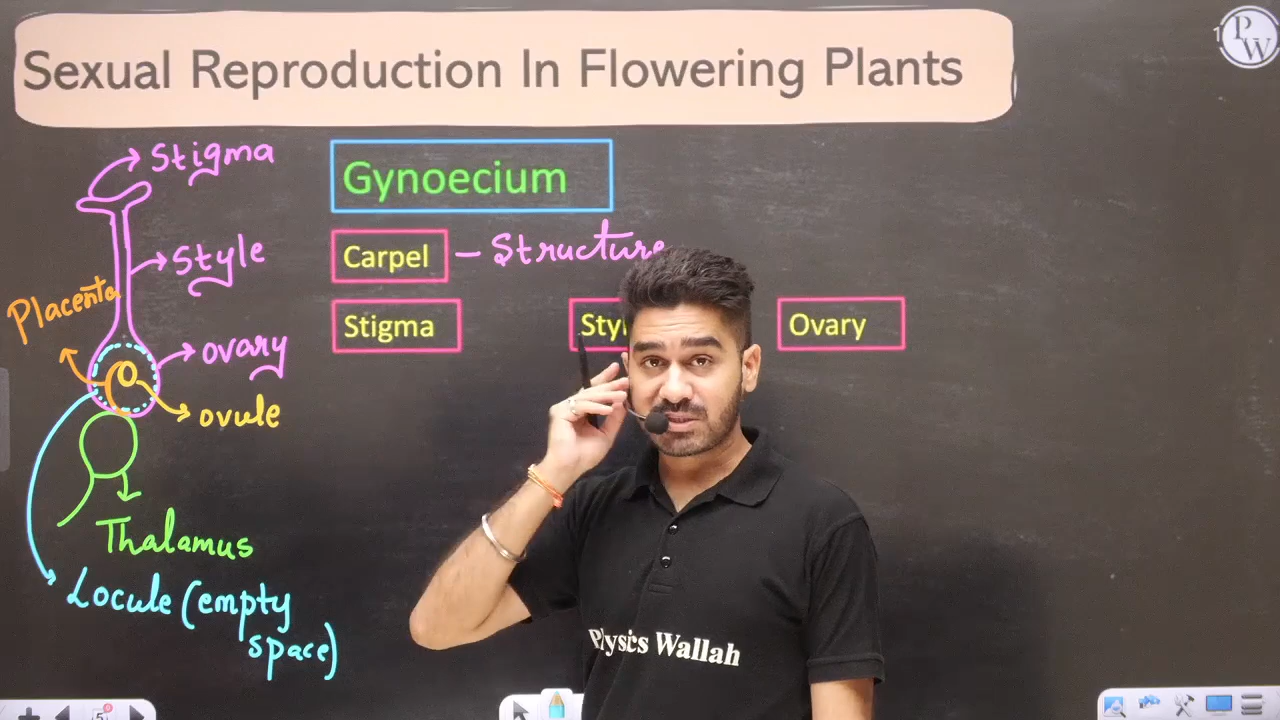 Sexual Reproduction In Flowering Plants
PW
Stigma
Gynoecium
Style
Carpel – Structure
Placenta
Stigma
Ovary
ovary
ovule
Thalamus
Locule (empty
space)
Physics Wallah